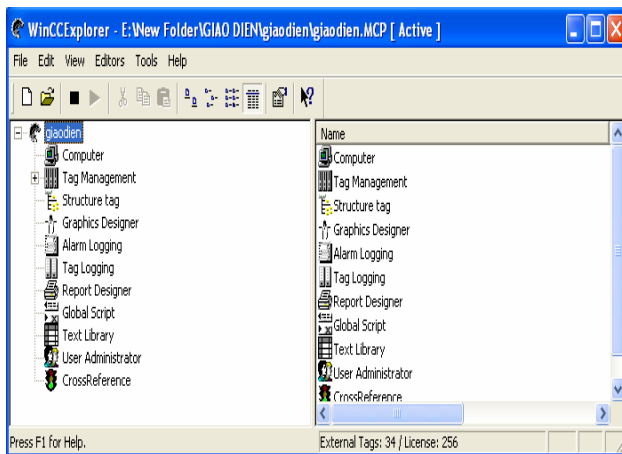 WinCCExplorer - E:\New Folder\GIAO DIEN\giaodien\giaodien.MCP [ Active ]
File Edit View Editors Tools Help
giaodien
Computer
Tag Management
Structure tag
Graphics Designer
Alarm Logging
Tag Logging
Report Designer
Global Script
Text Library
User Administrator
CrossReference
Name
Computer
Tag Management
Structure tag
Graphics Designer
Alarm Logging
Tag Logging
Report Designer
Global Script
Text Library
User Administrator
CrossReference
Press F1 for Help.
External Tags: 34 / License: 256